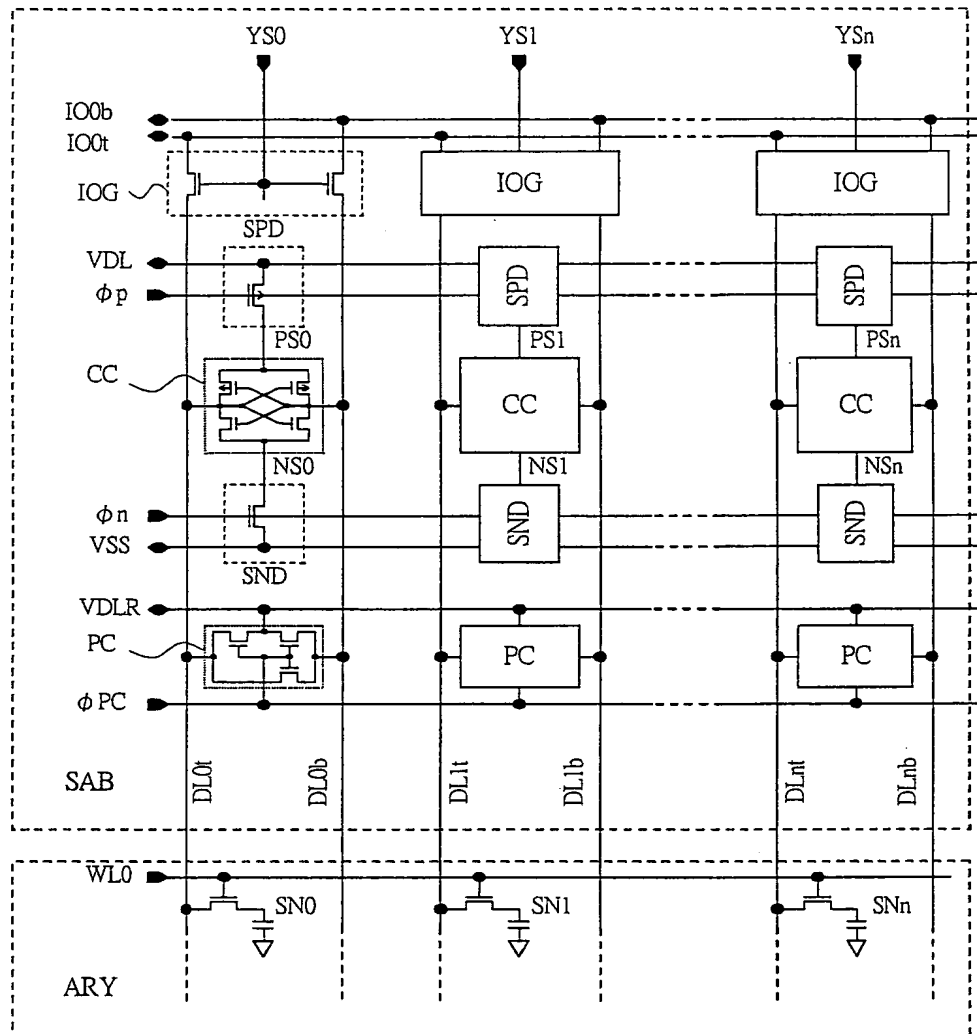 YS0 YS1 YSn
IO0b
IO0t
IOG IOG IOG
SPD
VDL SPD SPD
φp
PS0 PS1 PSn
CC CC CC
NS0 NS1 NSn
φn SND SND
VSS
SND
VDLR
PC PC PC
φPC
SAB DL0t DL0b DL1t DL1b DLnt DLnb
WL0
SN0 SN1 SNn
ARY